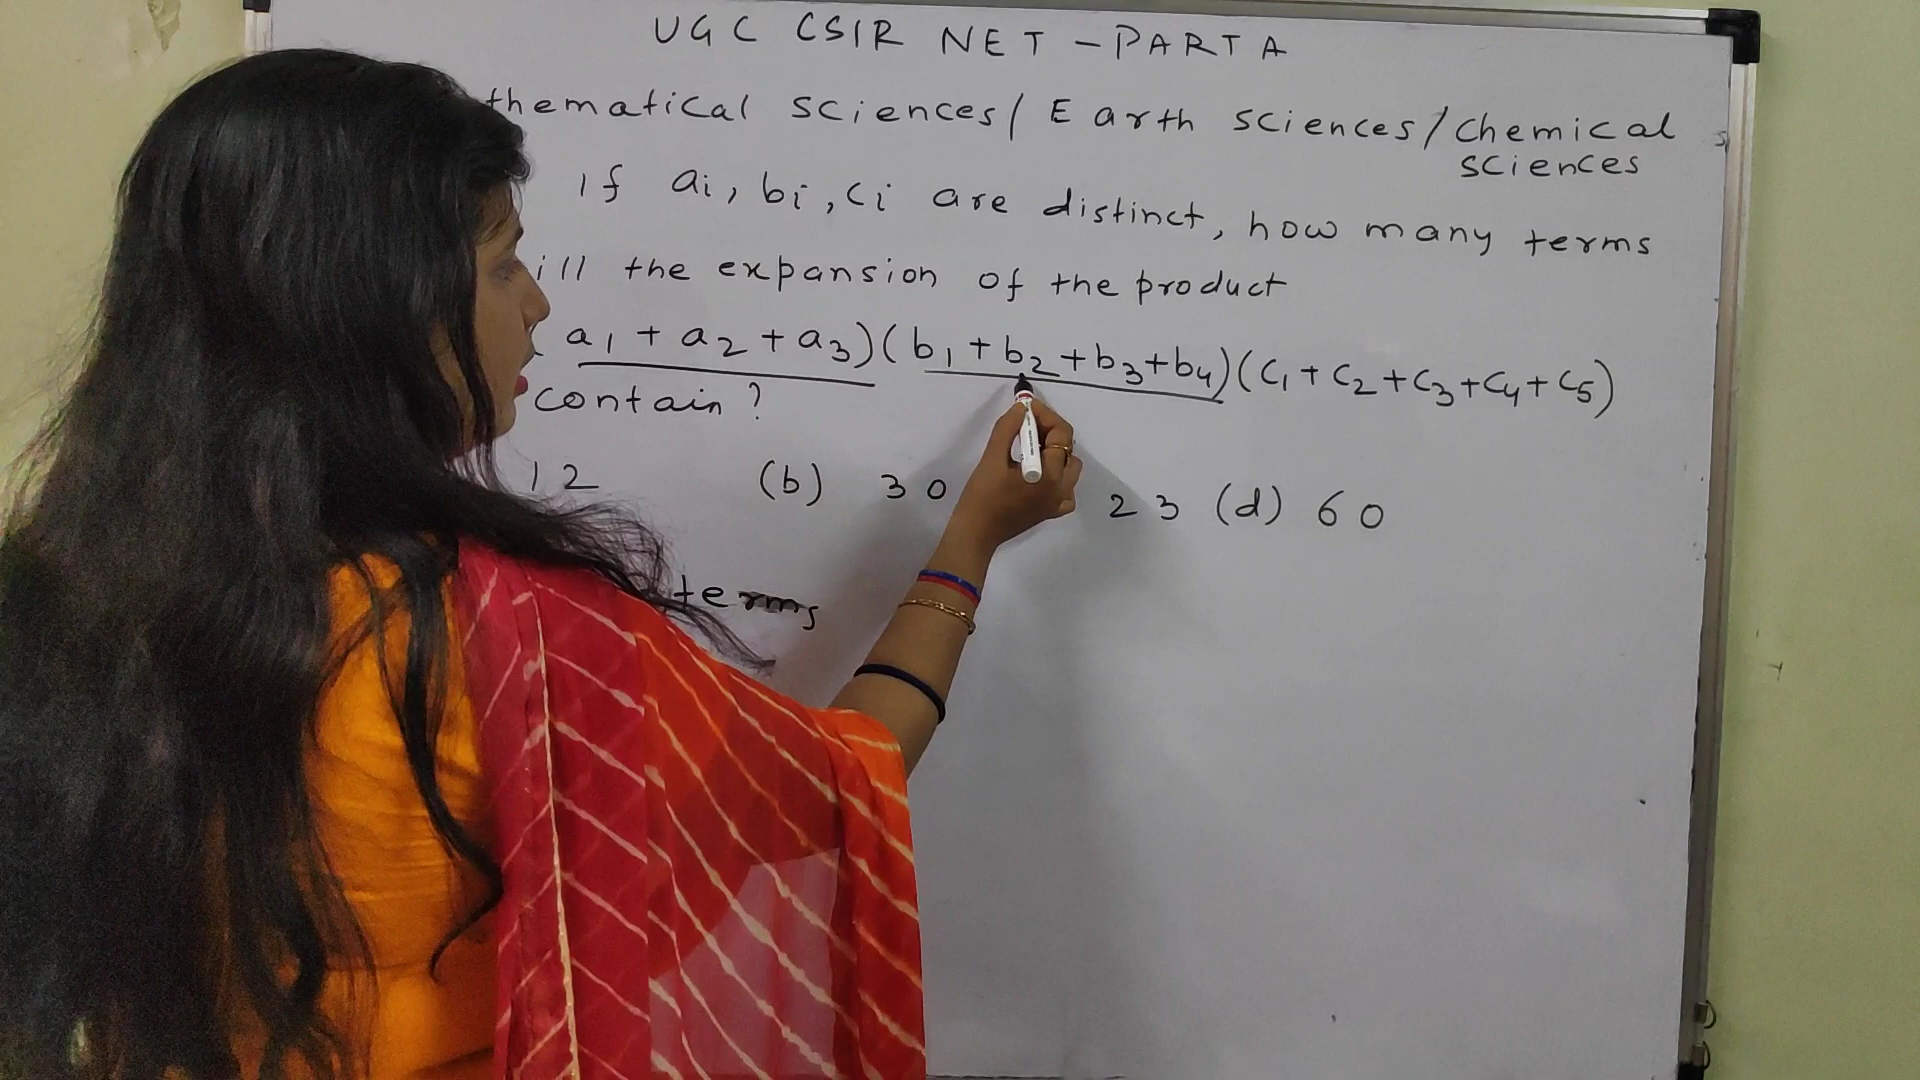 UGC CSIR NET - PART A
thematical sciences / Earth sciences / chemical
sciences
If ai, bi, ci are distinct, how many terms
ill the expansion of the product
( a1 + a2 + a3 ) ( b1 + b2 + b3 + b4 ) ( c1 + c2 + c3 + c4 + c5 )
contain ?
12 (b) 30 23 (d) 60
terms